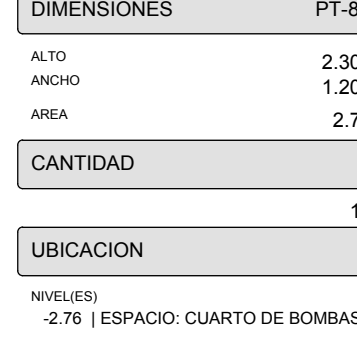 DIMENSIONES PT-8
ALTO 2.30
ANCHO 1.20
AREA 2.7
CANTIDAD
1
UBICACION
NIVEL(ES)
-2.76 | ESPACIO: CUARTO DE BOMBAS